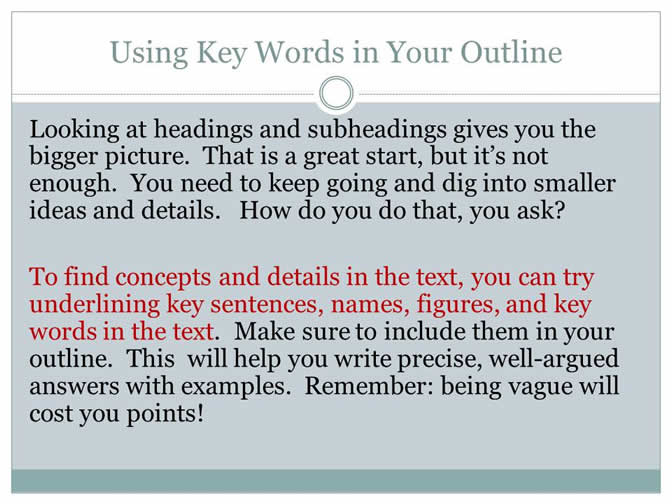 Using Key Words in Your Outline
Looking at headings and subheadings gives you the
bigger picture.  That is a great start, but it's not
enough.  You need to keep going and dig into smaller
ideas and details.   How do you do that, you ask?
To find concepts and details in the text, you can try
underlining key sentences, names, figures, and key
words in the text.  Make sure to include them in your
outline.  This  will help you write precise, well-argued
answers with examples.  Remember: being vague will
cost you points!